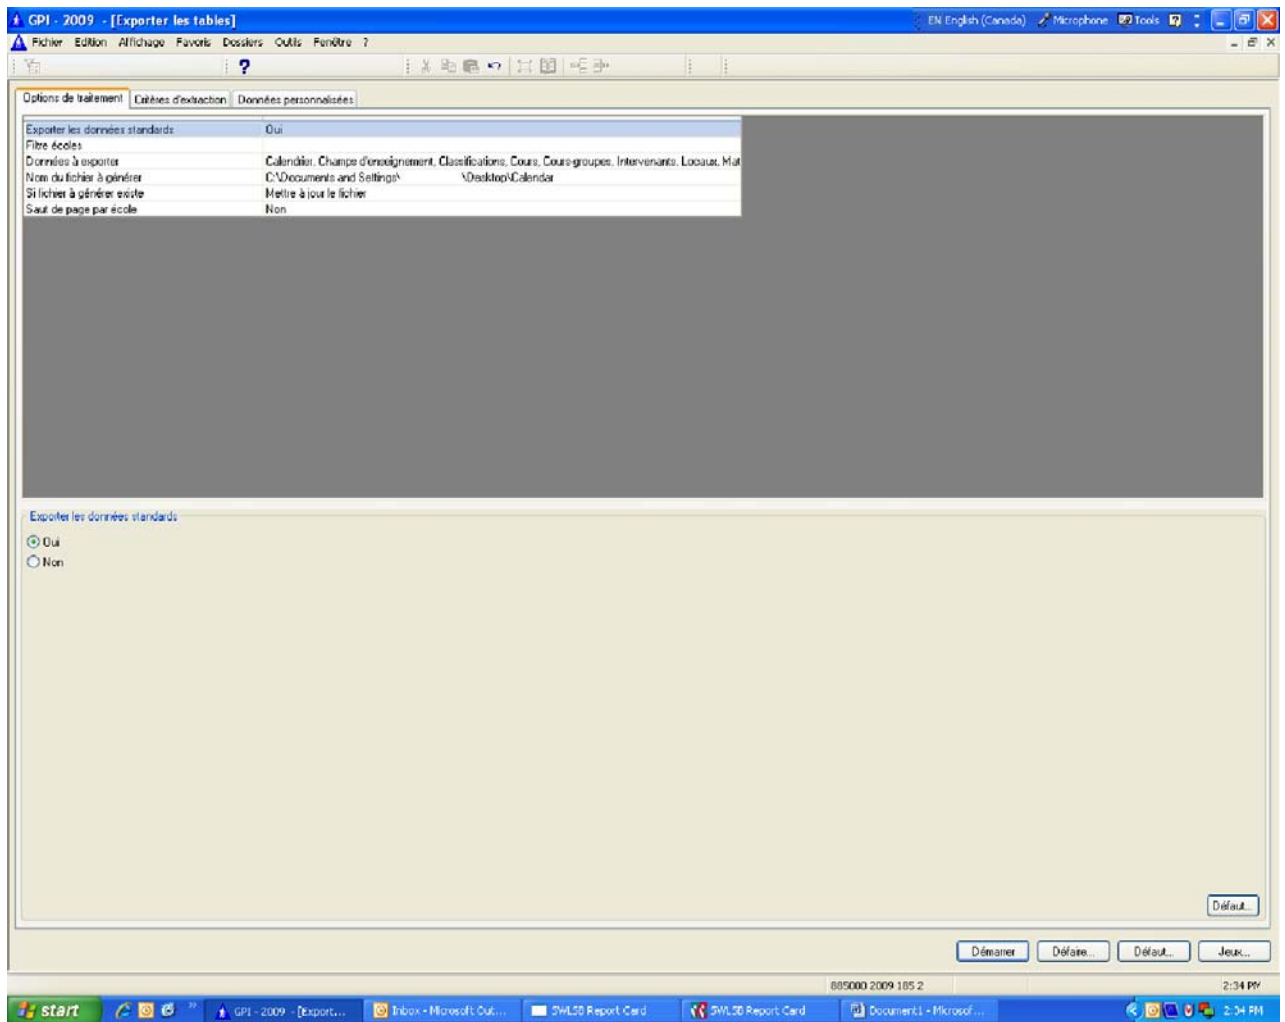 GPI - 2009 - [Exporter les tables]
EN English (Canada) Microphone Tools
Fichier Edition Affichage Favoris Dossiers Outils Fenêtre ?
Options de traitement Critères d'extraction Données personnalisées
Exporter les données standards Oui
Filtre écoles
Données à exporter Calendrier, Champs d'enseignement, Classifications, Cours, Cours-groupes, Intervenants, Locaux, Mat
Nom du fichier à générer C:\Documents and Settings\ \Desktop\Calendar
Si fichier à générer existe Mettre à jour le fichier
Saut de page par école Non
Exporter les données standards
Oui
Non
Défaut...
Démarrer Défaire... Défaut... Jeux...
885000 2009 185 2 2:34 PM
start GPI - 2009 - [Export... Inbox - Microsoft Out... SWLSB Report Card SWLSB Report Card Document1 - Microsof... 2:34 PM